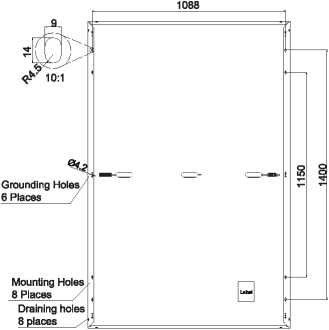 1088
9
14
R4.5
10:1
Ø4.2
Grounding Holes
6 Places
1150
1400
Mounting Holes
8 Places
Label
Draining holes
8 places